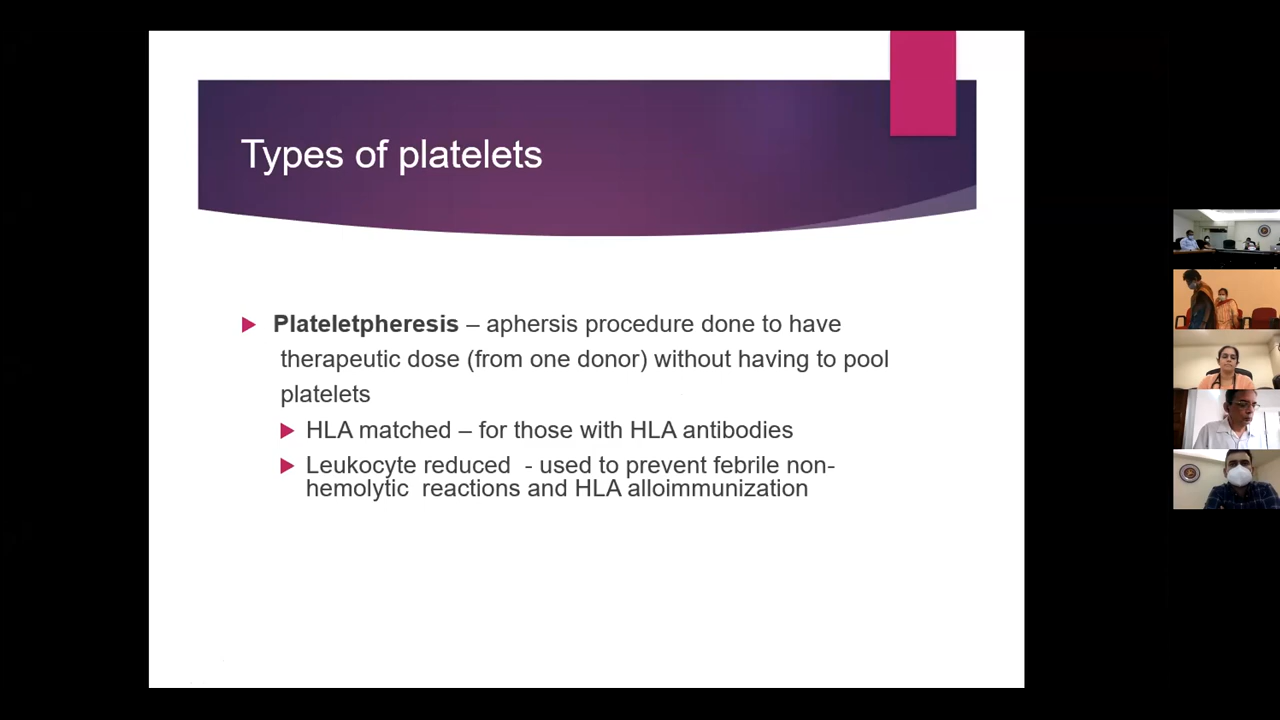 Types of platelets
Plateletpheresis – aphersis procedure done to have
therapeutic dose (from one donor) without having to pool
platelets
HLA matched – for those with HLA antibodies
Leukocyte reduced  - used to prevent febrile non-
hemolytic  reactions and HLA alloimmunization